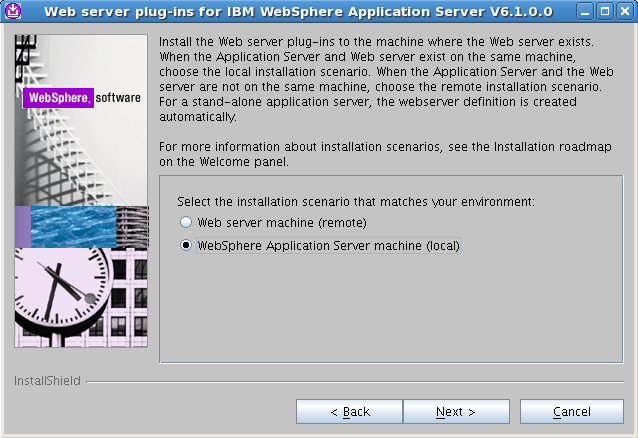 Web server plug-ins for IBM WebSphere Application Server V6.1.0.0
WebSphere. software
Install the Web server plug-ins to the machine where the Web server exists.
When the Application Server and Web server exist on the same machine,
choose the local installation scenario. When the Application Server and the Web
server are not on the same machine, choose the remote installation scenario.
For a stand-alone application server, the webserver definition is created
automatically.
For more information about installation scenarios, see the Installation roadmap
on the Welcome panel.
Select the installation scenario that matches your environment:
Web server machine (remote)
WebSphere Application Server machine (local)
InstallShield
< Back
Next >
Cancel